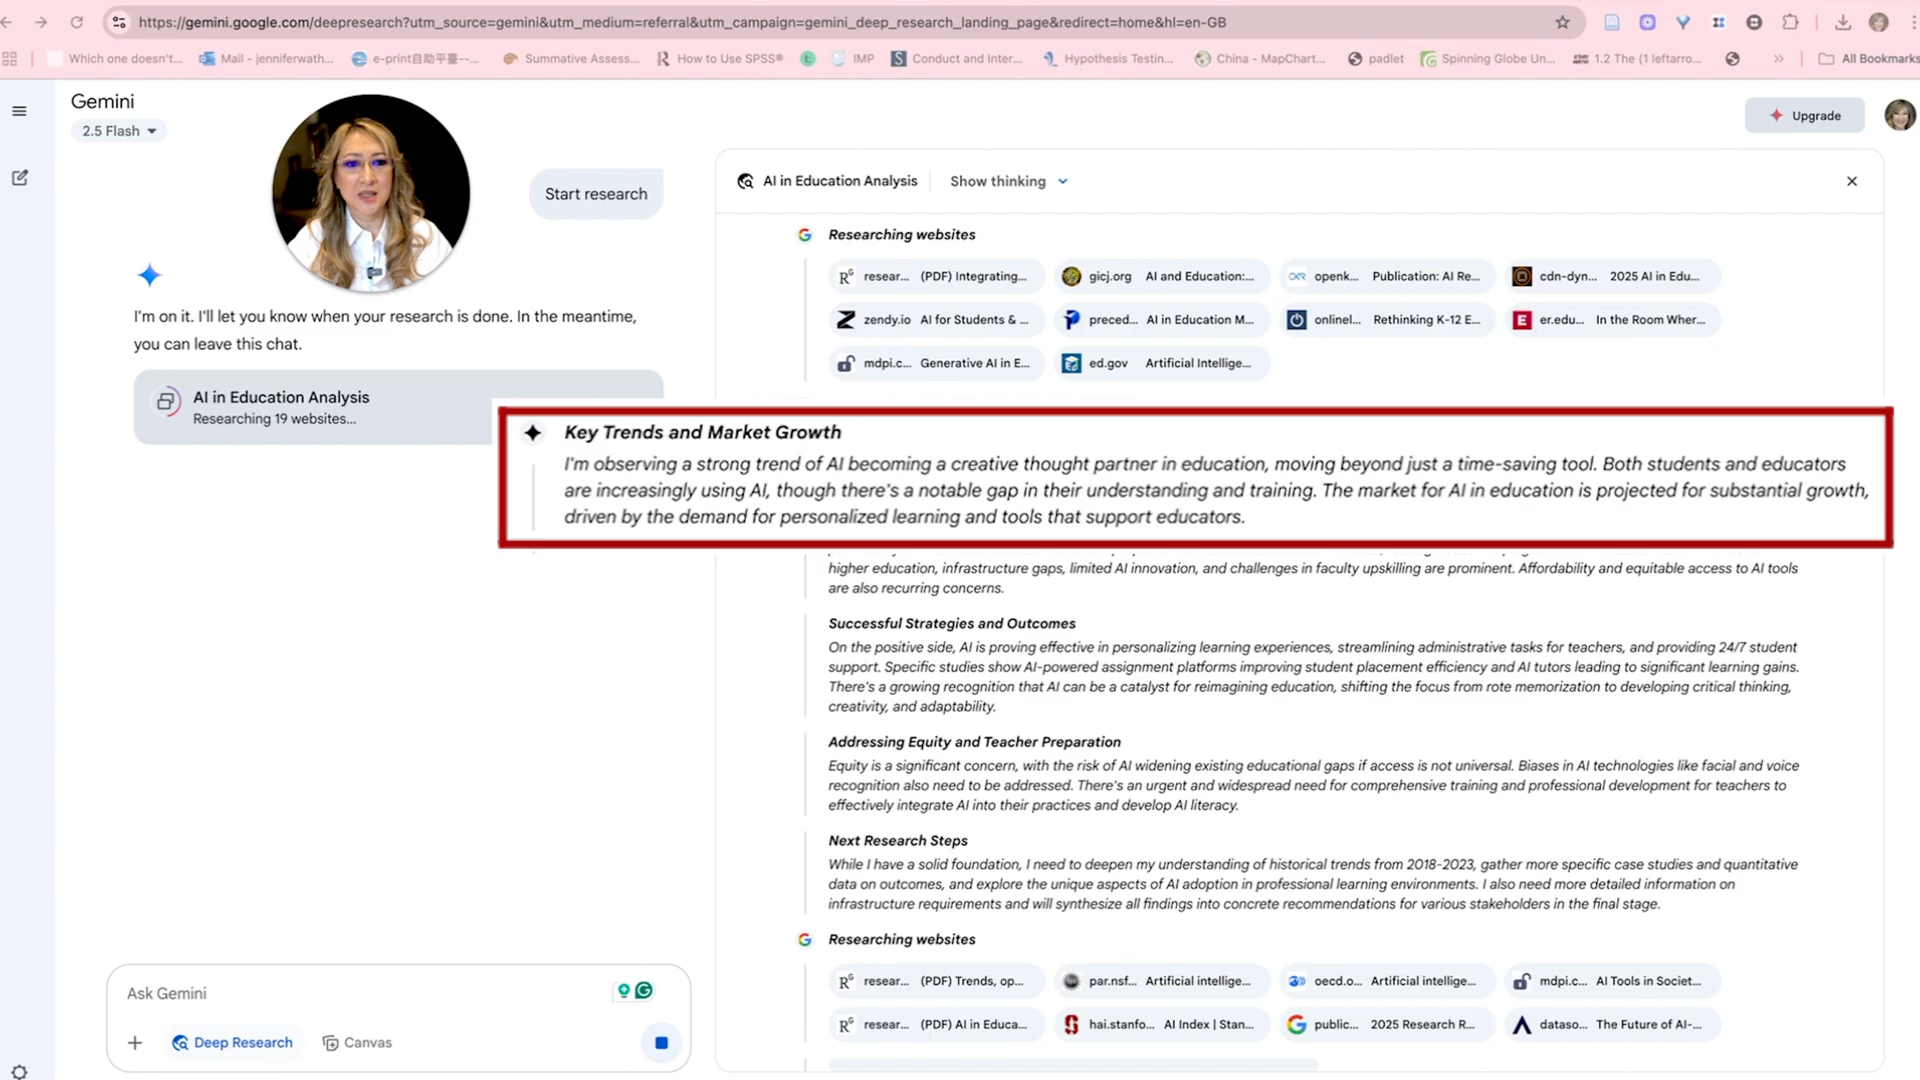 https://gemini.google.com/deepresearch?utm_source=gemini&utm_medium=referral&utm_campaign=gemini_deep_research_landing_page&redirect=home&hl=en-GB
Which one doesn't... Mail - jenniferwath... e-print自助平臺--... Summative Assess... How to Use SPSS® IMP Conduct and Inter... Hypothesis Testin... China - MapChart... padlet Spinning Globe Un... 1.2 The (1 leftarro... » All Bookmarks
Gemini
2.5 Flash
Upgrade
Start research
AI in Education Analysis Show thinking
Researching websites
resear... (PDF) Integrating... gicj.org AI and Education:... openk... Publication: AI Re... cdn-dyn... 2025 AI in Edu...
zendy.io AI for Students & ... preced... AI in Education M... onlinel... Rethinking K-12 E... er.edu... In the Room Wher...
mdpi.c... Generative AI in E... ed.gov Artificial Intellige...
I'm on it. I'll let you know when your research is done. In the meantime,
you can leave this chat.
AI in Education Analysis
Researching 19 websites...
Key Trends and Market Growth
I'm observing a strong trend of AI becoming a creative thought partner in education, moving beyond just a time-saving tool. Both students and educators
are increasingly using AI, though there's a notable gap in their understanding and training. The market for AI in education is projected for substantial growth,
driven by the demand for personalized learning and tools that support educators.
higher education, infrastructure gaps, limited AI innovation, and challenges in faculty upskilling are prominent. Affordability and equitable access to AI tools
are also recurring concerns.
Successful Strategies and Outcomes
On the positive side, AI is proving effective in personalizing learning experiences, streamlining administrative tasks for teachers, and providing 24/7 student
support. Specific studies show AI-powered assignment platforms improving student placement efficiency and AI tutors leading to significant learning gains.
There's a growing recognition that AI can be a catalyst for reimagining education, shifting the focus from rote memorization to developing critical thinking,
creativity, and adaptability.
Addressing Equity and Teacher Preparation
Equity is a significant concern, with the risk of AI widening existing educational gaps if access is not universal. Biases in AI technologies like facial and voice
recognition also need to be addressed. There's an urgent and widespread need for comprehensive training and professional development for teachers to
effectively integrate AI into their practices and develop AI literacy.
Next Research Steps
While I have a solid foundation, I need to deepen my understanding of historical trends from 2018-2023, gather more specific case studies and quantitative
data on outcomes, and explore the unique aspects of AI adoption in professional learning environments. I also need more detailed information on
infrastructure requirements and will synthesize all findings into concrete recommendations for various stakeholders in the final stage.
Researching websites
resear... (PDF) Trends, op... par.nsf... Artificial intellige... oecd.o... Artificial intellige... mdpi.c... AI Tools in Societ...
resear... (PDF) AI in Educa... hai.stanfo... AI Index | Stan... public... 2025 Research R... dataso... The Future of AI-...
Ask Gemini
Deep Research Canvas